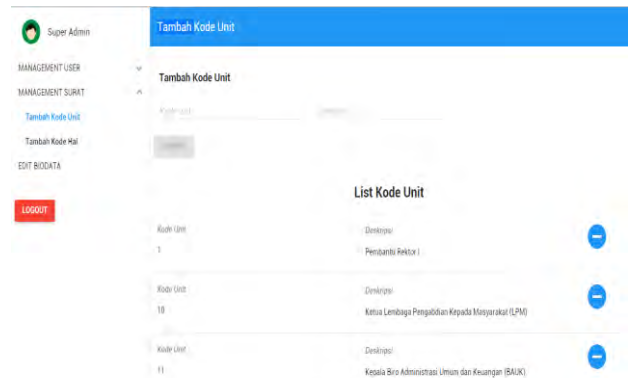 Super Admin
Tambah Kode Unit
MANAGEMENT USER
MANAGEMENT SURAT
Tambah Kode Unit
Tambah Kode Hal
EDIT BIODATA
LOGOUT
Tambah Kode Unit
List Kode Unit
Kode Unit
Deskripsi
1
Pembantu Rektor I
Kode Unit
Deskripsi
10
Ketua Lembaga Pengabdian Kepada Masyarakat (LPM)
Kode Unit
Deskripsi
11
Kepala Biro Administrasi Umum dan Keuangan (BAUK)